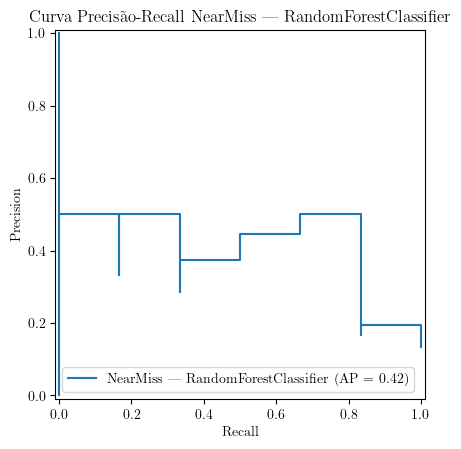 Curva Precisão-Recall NearMiss — RandomForestClassifier
1.0
0.8
0.6
0.4
0.2
0.0
Precision
NearMiss — RandomForestClassifier (AP = 0.42)
0.0 0.2 0.4 0.6 0.8 1.0
Recall